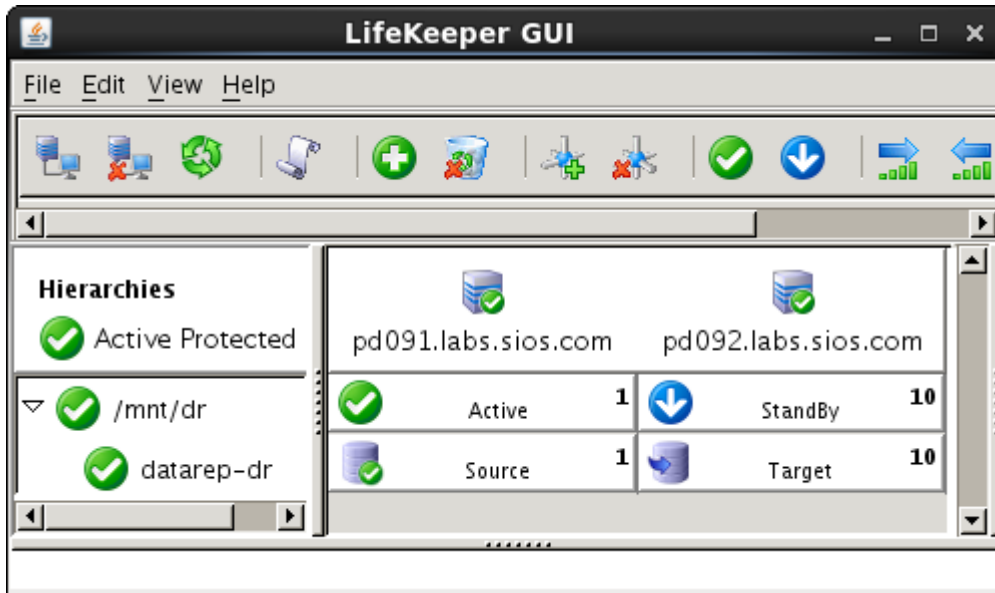 LifeKeeper GUI
File Edit View Help
Hierarchies
Active Protected
pd091.labs.sios.com pd092.labs.sios.com
/mnt/dr Active 1 StandBy 10
datarep-dr Source 1 Target 10